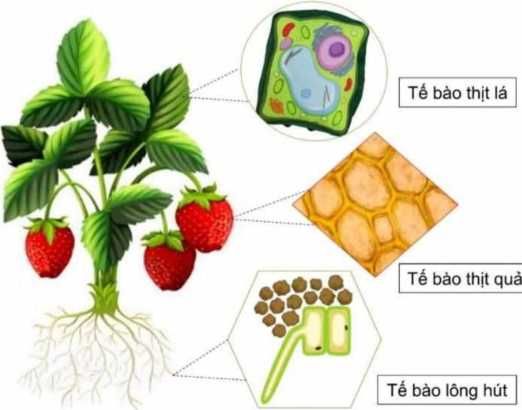 Tế bào thịt lá
Tế bào thịt quả
Tế bào lông hút